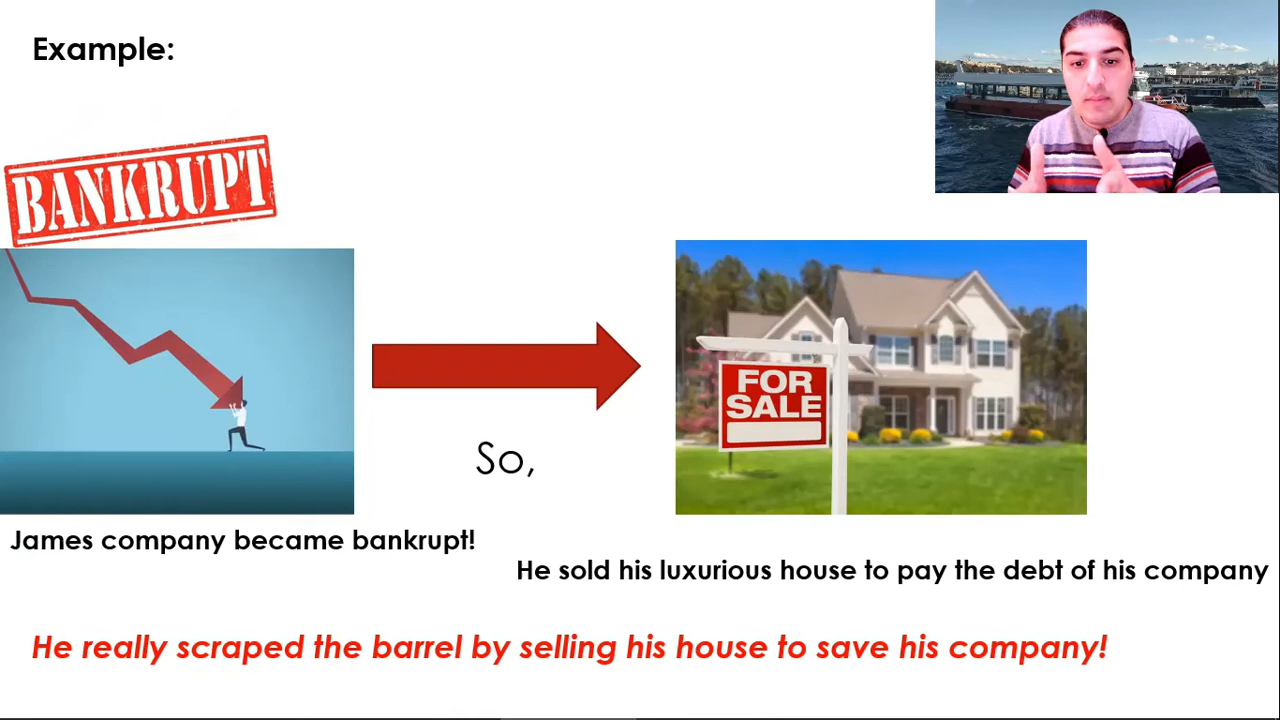 Example:
BANKRUPT
FOR
SALE
So,
James company became bankrupt!
He sold his luxurious house to pay the debt of his company
He really scraped the barrel by selling his house to save his company!